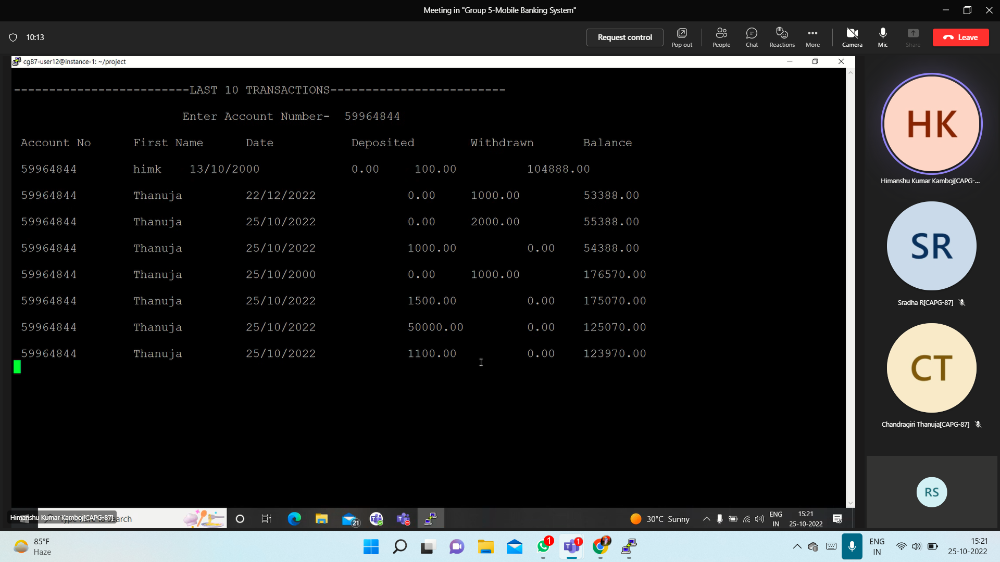 Meeting in "Group 5-Mobile Banking System"
10:13
Request control
Pop out
People
Chat
Reactions
More
Camera
Mic
Share
Leave
cg87-user12@instance-1: ~/project
-------------------------LAST 10 TRANSACTIONS-------------------------
Enter Account Number- 59964844
Account No First Name Date Deposited Withdrawn Balance
59964844 himk 13/10/2000 0.00 100.00 104888.00
59964844 Thanuja 22/12/2022 0.00 1000.00 53388.00
59964844 Thanuja 25/10/2022 0.00 2000.00 55388.00
59964844 Thanuja 25/10/2022 1000.00 0.00 54388.00
59964844 Thanuja 25/10/2000 0.00 1000.00 176570.00
59964844 Thanuja 25/10/2022 1500.00 0.00 175070.00
59964844 Thanuja 25/10/2022 50000.00 0.00 125070.00
59964844 Thanuja 25/10/2022 1100.00 0.00 123970.00
HK
Himanshu Kumar Kamboj[CAPG-...
SR
Sradha R[CAPG-87]
CT
Chandragiri Thanuja[CAPG-87]
RS
Himanshu Kumar Kamboj[CAPG-87]
21
30°C Sunny
ENG
IN
15:21
25-10-2022
85°F
Haze
1
1
ENG
IN
15:21
25-10-2022